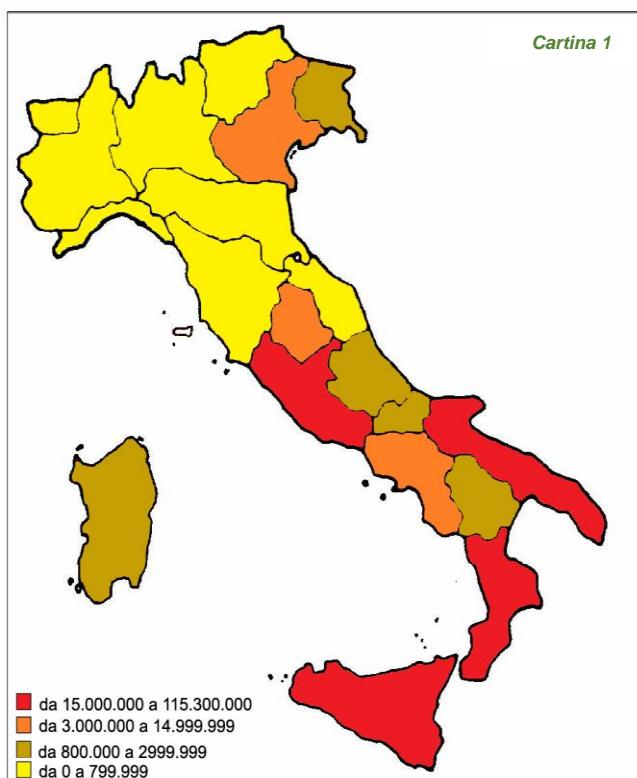 Cartina 1
da 15.000.000 a 115.300.000
da 3.000.000 a 14.999.999
da 800.000 a 2999.999
da 0 a 799.999